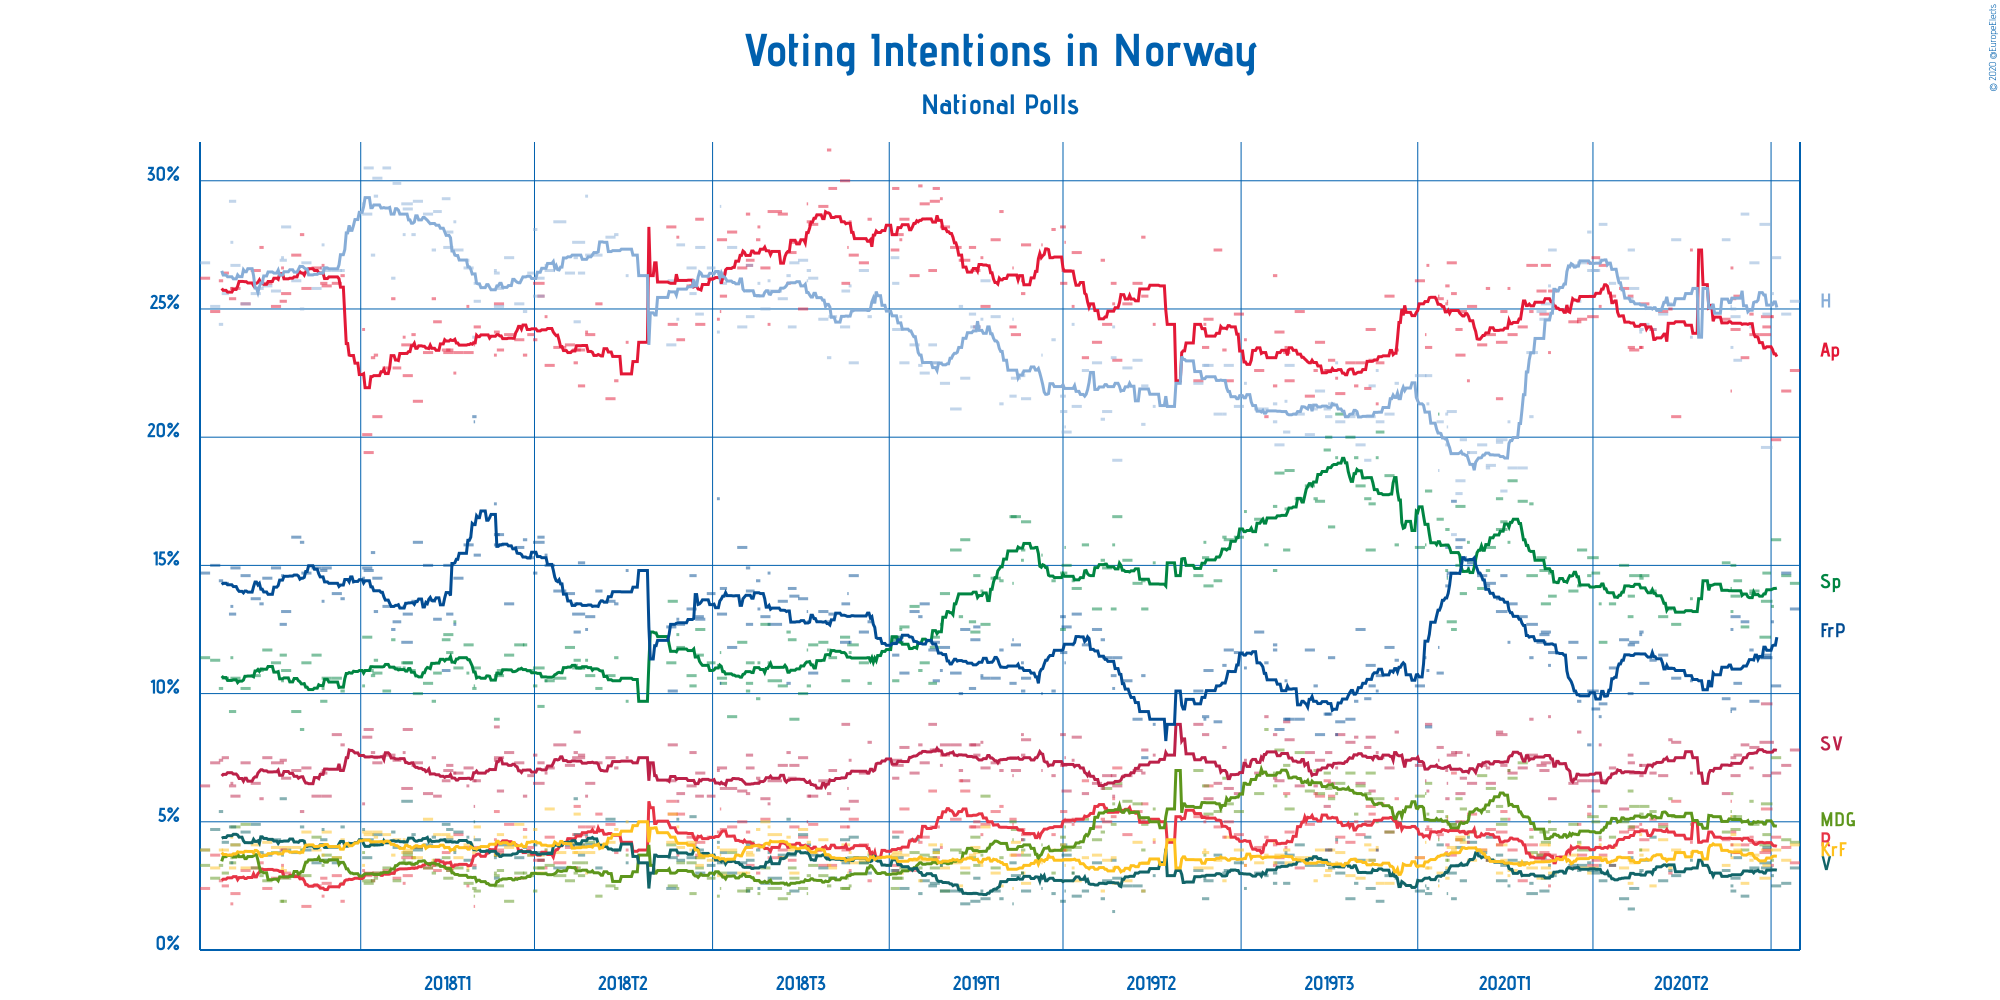 Voting Intentions in Norway
National Polls
© 2020 @EuropeElects
30%
25%
20%
15%
10%
5%
0%
H
Ap
Sp
FrP
SV
MDG
R
KrF
V
2018T1
2018T2
2018T3
2019T1
2019T2
2019T3
2020T1
2020T2